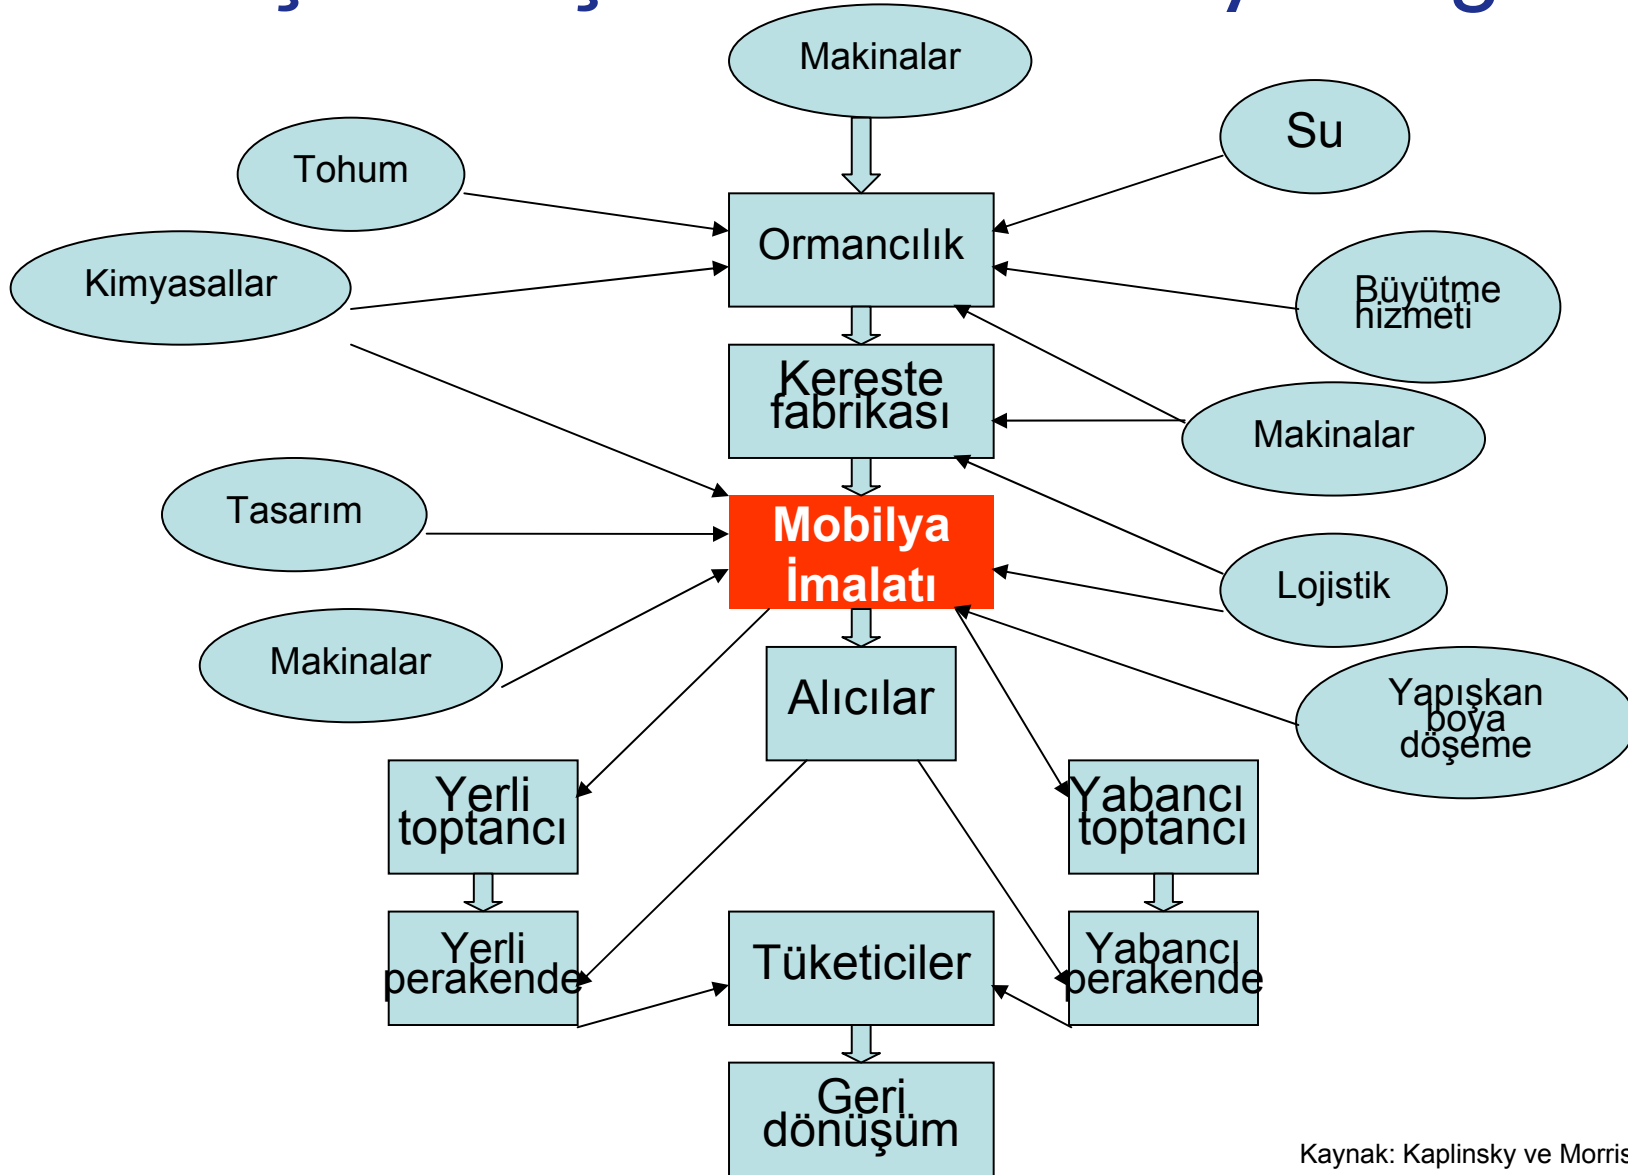 Makinalar
Su
Tohum
Ormancılık
Kimyasallar
Büyütme
hizmeti
Kereste
fabrikası
Makinalar
Tasarım
Mobilya
İmalatı
Lojistik
Makinalar
Alıcılar
Yapışkan
boya
döşeme
Yerli
toptancı
Yabancı
toptancı
Yerli
perakende
Tüketiciler
Yabancı
perakende
Geri
dönüşüm
Kaynak: Kaplinsky ve Morris